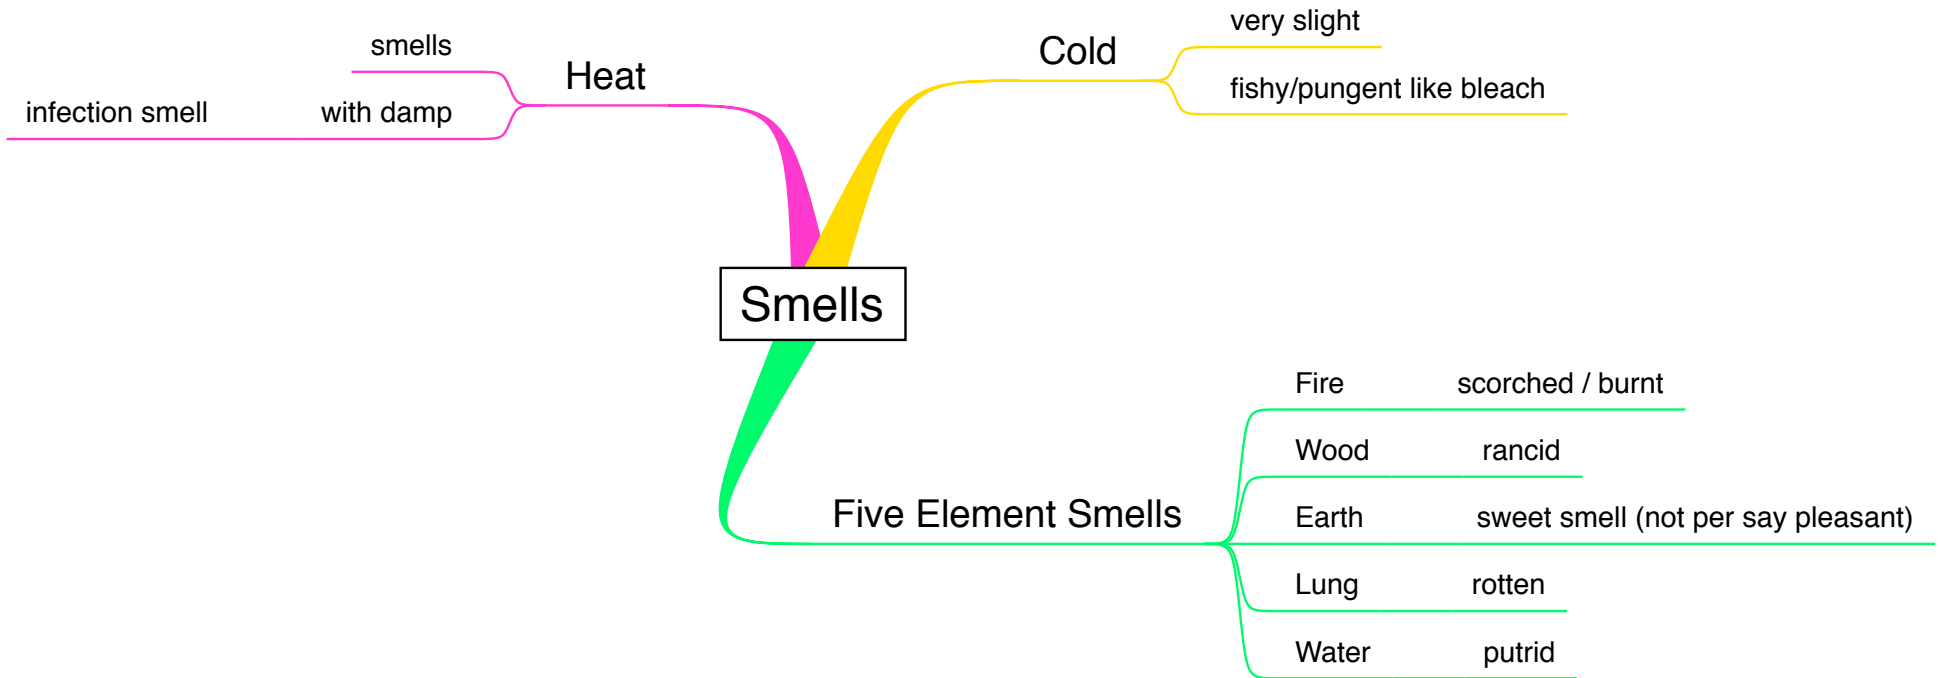 Smells
Heat
smells
with damp
infection smell
Cold
very slight
fishy/pungent like bleach
Five Element Smells
Fire scorched / burnt
Wood rancid
Earth sweet smell (not per say pleasant)
Lung rotten
Water putrid